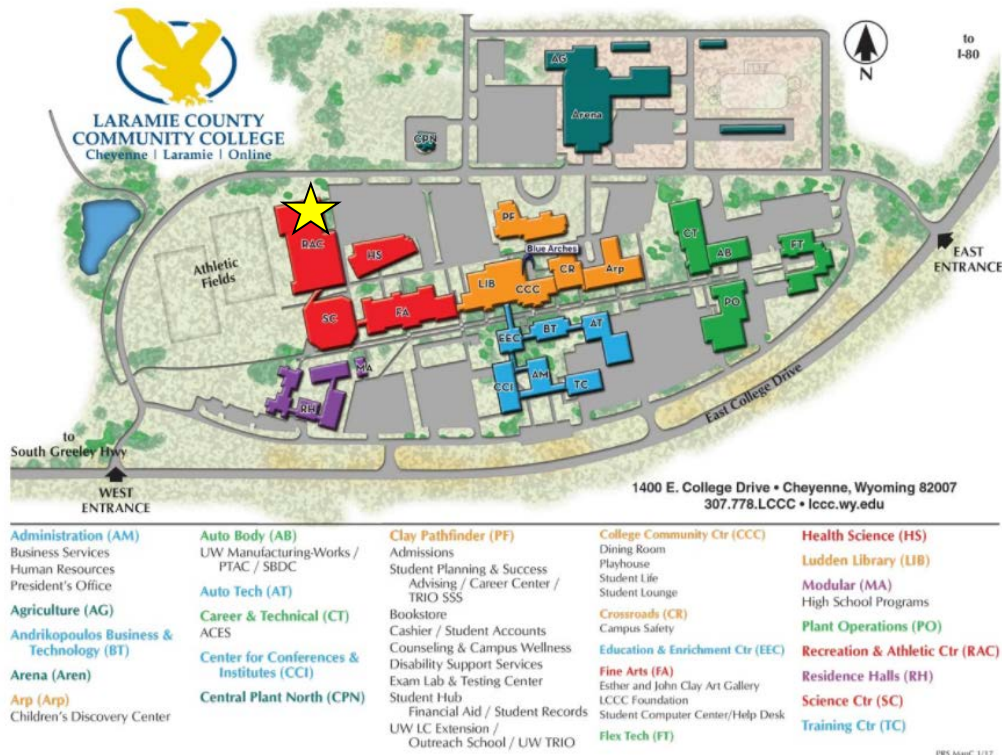 LARAMIE COUNTY
COMMUNITY COLLEGE
Cheyenne | Laramie | Online
to
I-80
N
AG
Arena
CPN
RAC
HS
PF
Blue Arches
LIB
CCC
CR
Arp
CT
AB
FT
EAST
ENTRANCE
Athletic
Fields
SC
FA
PO
EEC
BT
AT
MA
RH
CCI
AM
TC
East College Drive
to
South Greeley Hwy
WEST
ENTRANCE
1400 E. College Drive • Cheyenne, Wyoming 82007
307.778.LCCC • lccc.wy.edu
Administration (AM)
Business Services
Human Resources
President's Office
Agriculture (AG)
Andrikopoulos Business &
Technology (BT)
Arena (Aren)
Arp (Arp)
Children's Discovery Center
Auto Body (AB)
UW Manufacturing-Works /
PTAC / SBDC
Auto Tech (AT)
Career & Technical (CT)
ACES
Center for Conferences &
Institutes (CCI)
Central Plant North (CPN)
Clay Pathfinder (PF)
Admissions
Student Planning & Success
Advising / Career Center /
TRIO SSS
Bookstore
Cashier / Student Accounts
Counseling & Campus Wellness
Disability Support Services
Exam Lab & Testing Center
Student Hub
Financial Aid / Student Records
UW LC Extension /
Outreach School / UW TRIO
College Community Ctr (CCC)
Dining Room
Playhouse
Student Life
Student Lounge
Crossroads (CR)
Campus Safety
Education & Enrichment Ctr (EEC)
Fine Arts (FA)
Esther and John Clay Art Gallery
LCCC Foundation
Student Computer Center/Help Desk
Flex Tech (FT)
Health Science (HS)
Ludden Library (LIB)
Modular (MA)
High School Programs
Plant Operations (PO)
Recreation & Athletic Ctr (RAC)
Residence Halls (RH)
Science Ctr (SC)
Training Ctr (TC)
PRS MapC 1/17